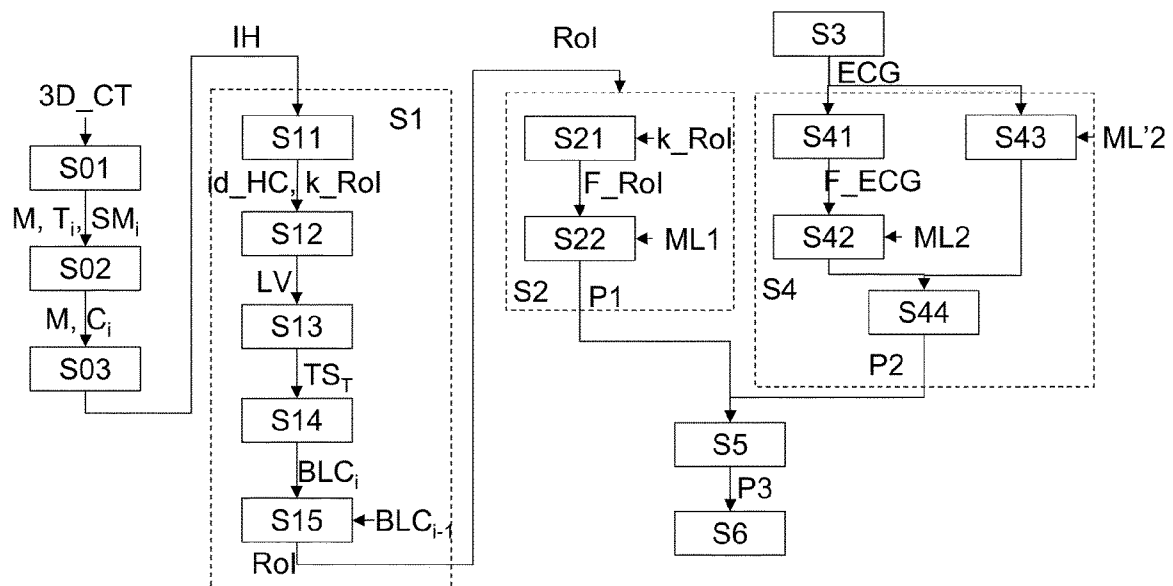 IH
3D_CT
S01
M, Tᵢ, SMᵢ
S02
M, Cᵢ
S03
S1
S11
id_HC, k_RoI
S12
LV
S13
TS_T
S14
BLCᵢ
S15
BLCᵢ₋₁
RoI
RoI
S21
k_RoI
F_RoI
S22
ML1
S2
P1
S3
ECG
S41
S43
ML'2
F_ECG
S42
ML2
S4
S44
P2
S5
P3
S6